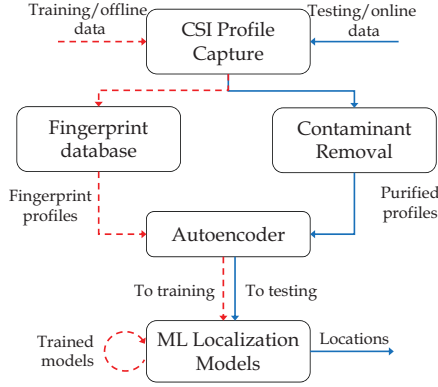 Training/offline
data
CSI Profile
Capture
Testing/online
data
Fingerprint
database
Contaminant
Removal
Fingerprint
profiles
Purified
profiles
Autoencoder
To training
To testing
Trained
models
ML Localization
Models
Locations